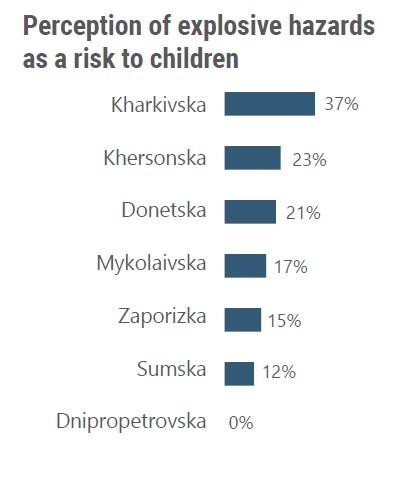 Perception of explosive hazards
as a risk to children
Kharkivska 37%
Khersonska 23%
Donetska 21%
Mykolaivska 17%
Zaporizka 15%
Sumska 12%
Dnipropetrovska 0%